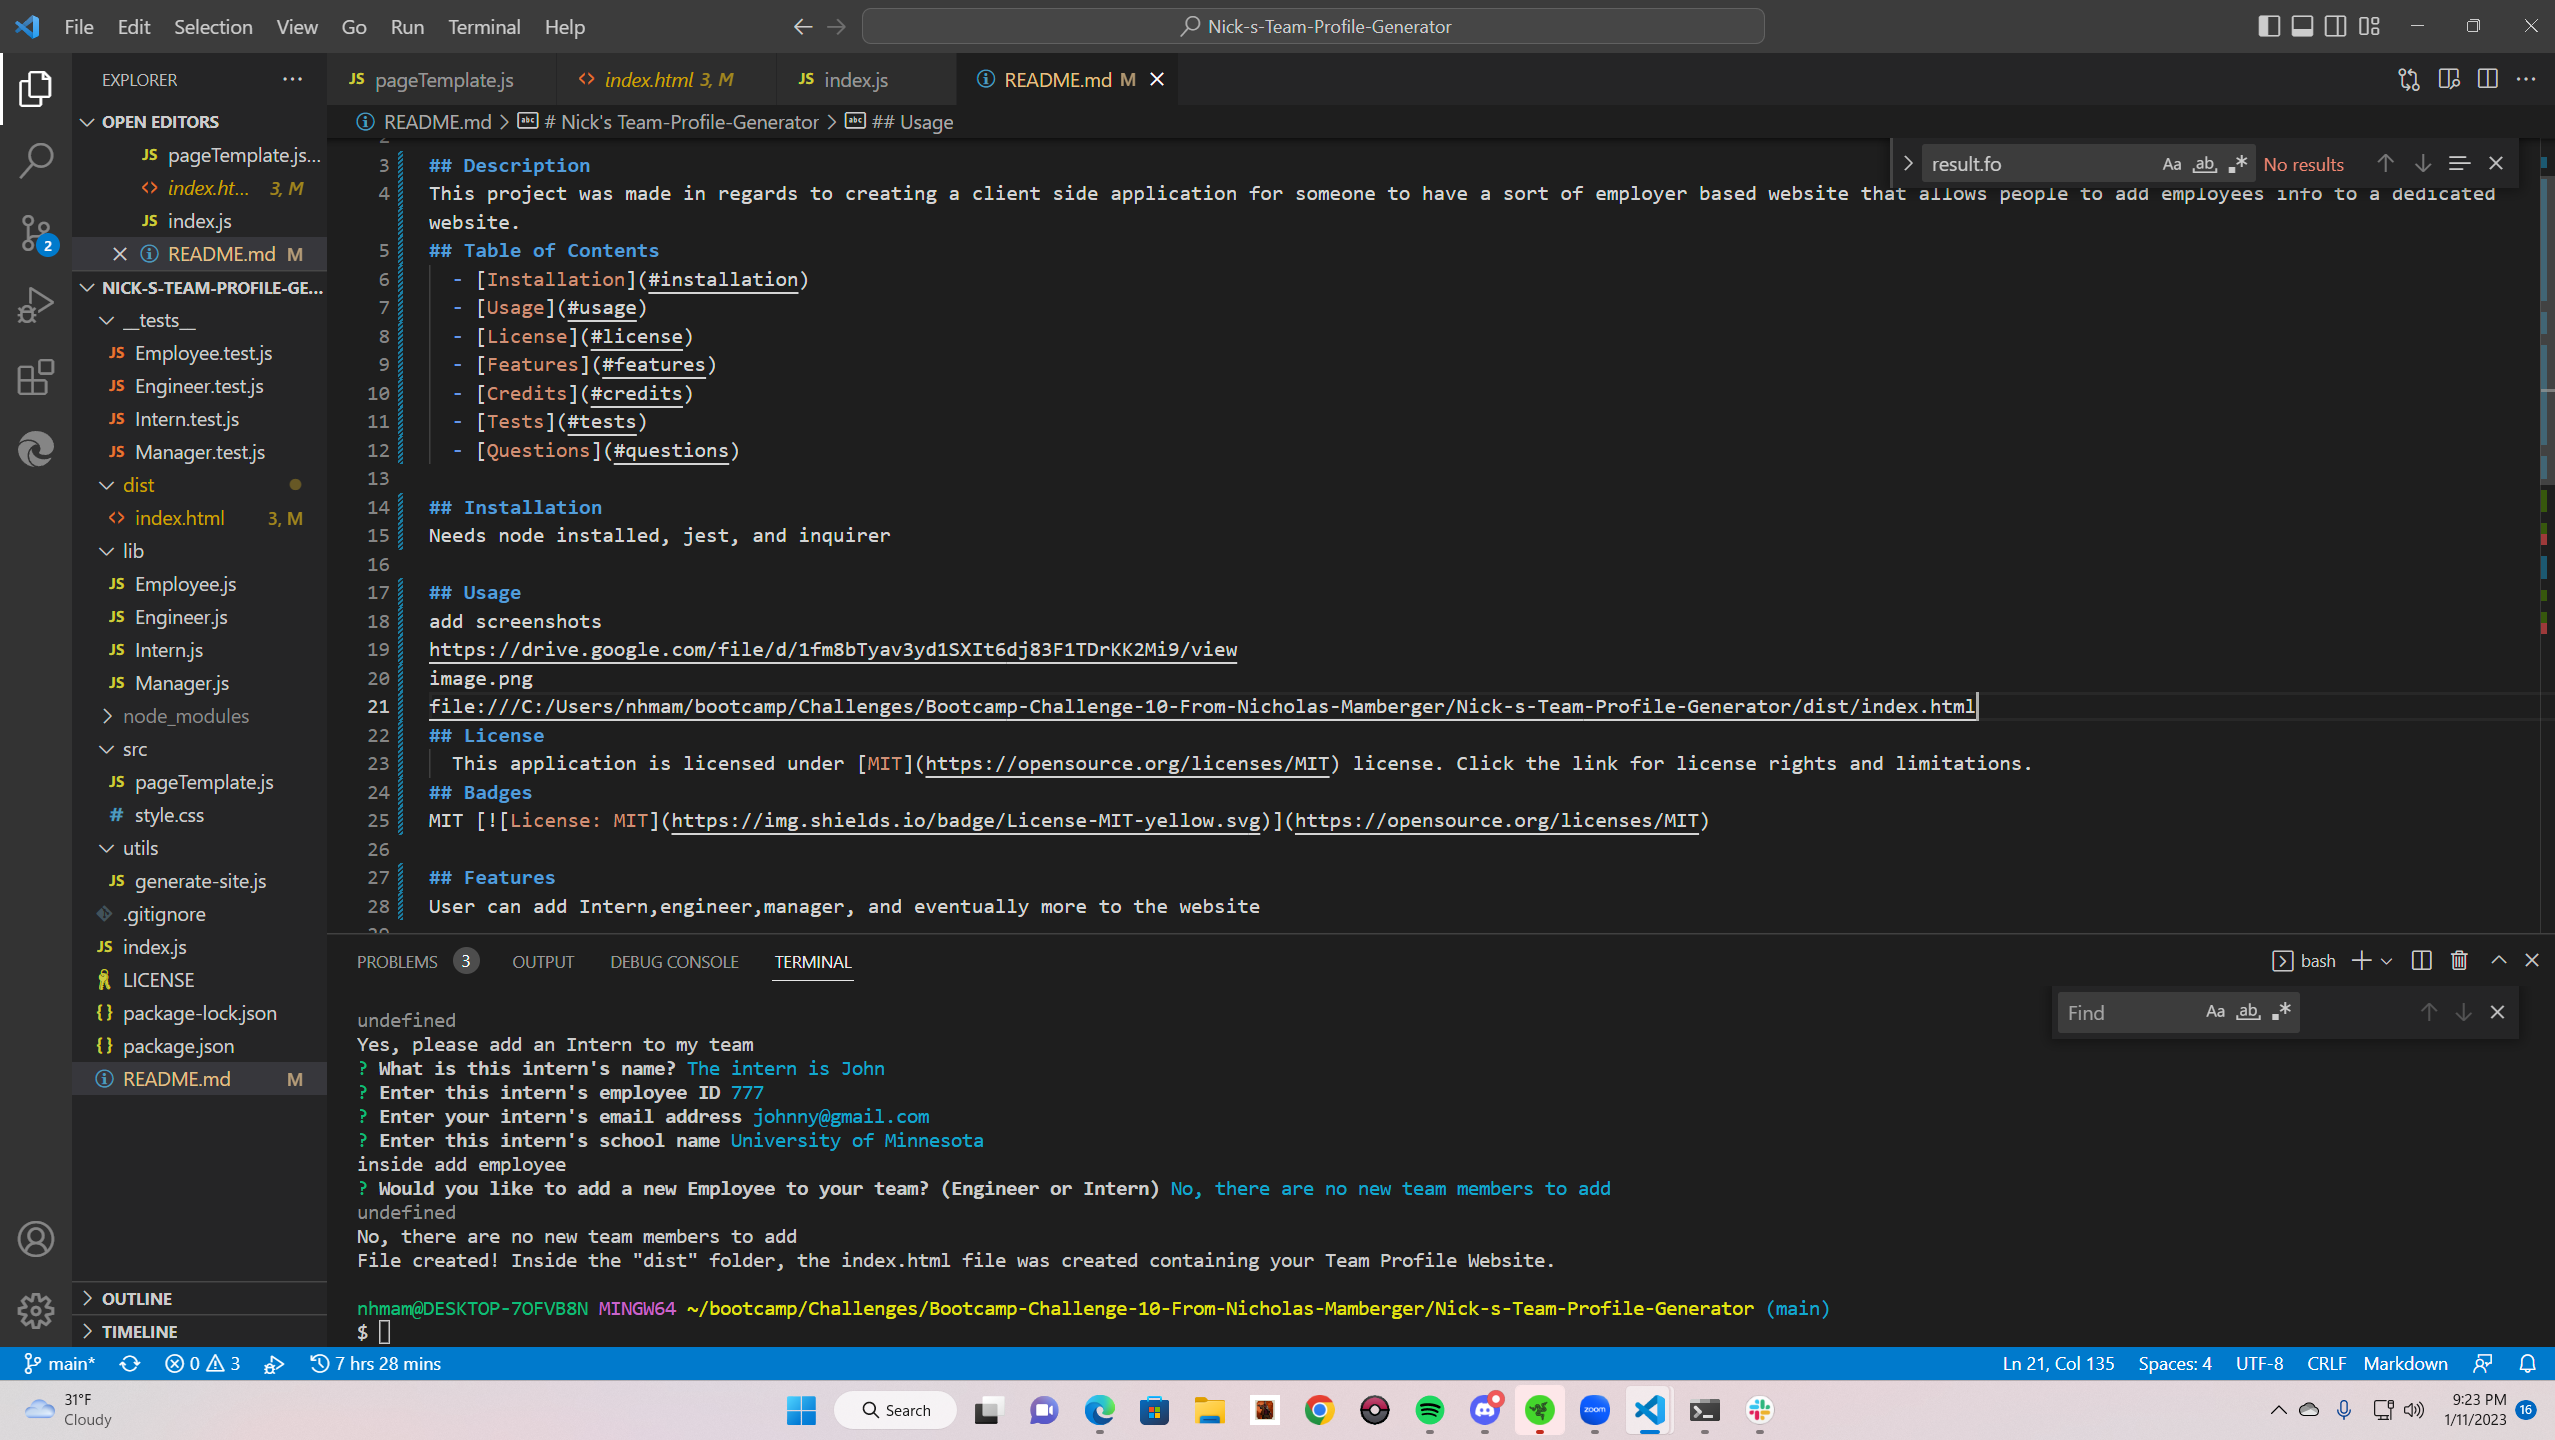 File Edit Selection View Go Run Terminal Help
Nick-s-Team-Profile-Generator
EXPLORER
JS pageTemplate.js
<> index.html 3, M
JS index.js
README.md M
OPEN EDITORS
JS pageTemplate.js...
<> index.ht... 3, M
JS index.js
README.md M
NICK-S-TEAM-PROFILE-GE...
__tests__
JS Employee.test.js
JS Engineer.test.js
JS Intern.test.js
JS Manager.test.js
dist
<> index.html 3, M
lib
JS Employee.js
JS Engineer.js
JS Intern.js
JS Manager.js
node_modules
src
JS pageTemplate.js
# style.css
utils
JS generate-site.js
.gitignore
JS index.js
LICENSE
{} package-lock.json
{} package.json
README.md M
OUTLINE
TIMELINE
2
README.md > # Nick's Team-Profile-Generator > ## Usage
result.fo Aa ab .* No results
2
3 ## Description
4 This project was made in regards to creating a client side application for someone to have a sort of employer based website that allows people to add employees info to a dedicated
website.
5 ## Table of Contents
6 - [Installation](#installation)
7 - [Usage](#usage)
8 - [License](#license)
9 - [Features](#features)
10 - [Credits](#credits)
11 - [Tests](#tests)
12 - [Questions](#questions)
13
14 ## Installation
15 Needs node installed, jest, and inquirer
16
17 ## Usage
18 add screenshots
19 https://drive.google.com/file/d/1fm8bTyav3yd1SXIt6dj83F1TDrKK2Mi9/view
20 image.png
21 file:///C:/Users/nhmam/bootcamp/Challenges/Bootcamp-Challenge-10-From-Nicholas-Mamberger/Nick-s-Team-Profile-Generator/dist/index.html
22 ## License
23 This application is licensed under [MIT](https://opensource.org/licenses/MIT) license. Click the link for license rights and limitations.
24 ## Badges
25 MIT [![License: MIT](https://img.shields.io/badge/License-MIT-yellow.svg)](https://opensource.org/licenses/MIT)
26
27 ## Features
28 User can add Intern,engineer,manager, and eventually more to the website
29
PROBLEMS 3 OUTPUT DEBUG CONSOLE TERMINAL
bash
Find Aa ab .*
undefined
Yes, please add an Intern to my team
? What is this intern's name? The intern is John
? Enter this intern's employee ID 777
? Enter your intern's email address johnny@gmail.com
? Enter this intern's school name University of Minnesota
inside add employee
? Would you like to add a new Employee to your team? (Engineer or Intern) No, there are no new team members to add
undefined
No, there are no new team members to add
File created! Inside the "dist" folder, the index.html file was created containing your Team Profile Website.
nhmam@DESKTOP-7OFVB8N MINGW64 ~/bootcamp/Challenges/Bootcamp-Challenge-10-From-Nicholas-Mamberger/Nick-s-Team-Profile-Generator (main)
$
main* 0 3 7 hrs 28 mins
Ln 21, Col 135 Spaces: 4 UTF-8 CRLF Markdown
31°F
Cloudy
Search
zoom
9:23 PM
1/11/2023
16